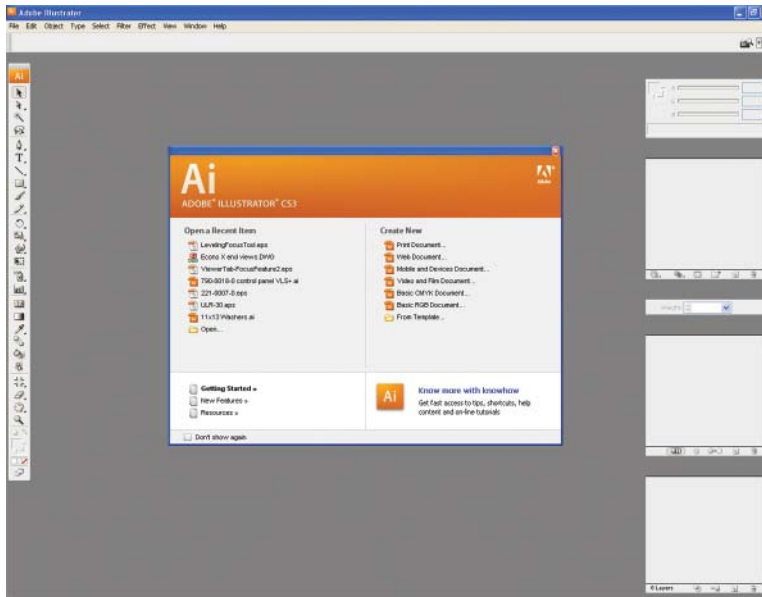 Adobe Illustrator
File Edit Object Type Select Filter Effect View Window Help
Ai
Ai
ADOBE® ILLUSTRATOR® CS3
Adobe
Open a Recent Item
LevelingFocusTool.eps
Econo X end views.DWG
ViewerTab-FocusFeature2.eps
790-0018-0 control panel VLS+.ai
221-0007-0.eps
ULR-30.eps
11x13 Washers.ai
Open...
Create New
Print Document...
Web Document...
Mobile and Devices Document...
Video and Film Document...
Basic CMYK Document...
Basic RGB Document...
From Template...
Getting Started »
New Features »
Resources »
Ai
Know more with knowhow
Get fast access to tips, shortcuts, help
content and on-line tutorials
Don't show again
Weight:
0 Layers